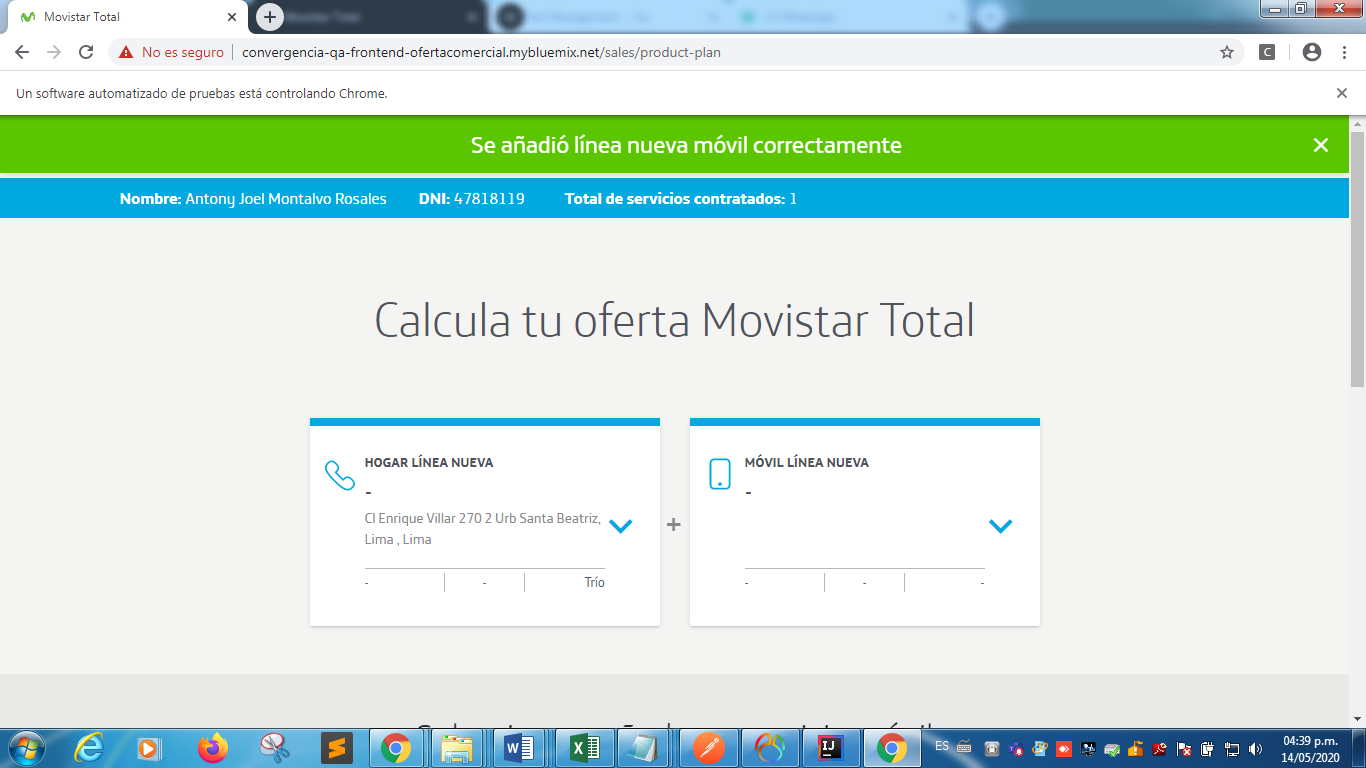 Movistar Total
Movistar Total
No es seguro
convergencia-qa-frontend-ofertacomercial.mybluemix.net/sales/product-plan
C
Un software automatizado de pruebas está controlando Chrome.
Se añadió línea nueva móvil correctamente
Nombre: Antony Joel Montalvo Rosales DNI: 47818119 Total de servicios contratados: 1
Calcula tu oferta Movistar Total
HOGAR LÍNEA NUEVA
-
Cl Enrique Villar 270 2 Urb Santa Beatriz,
Lima , Lima
- - Trío
+
MÓVIL LÍNEA NUEVA
-
- - -
ES
04:39 p.m.
14/05/2020